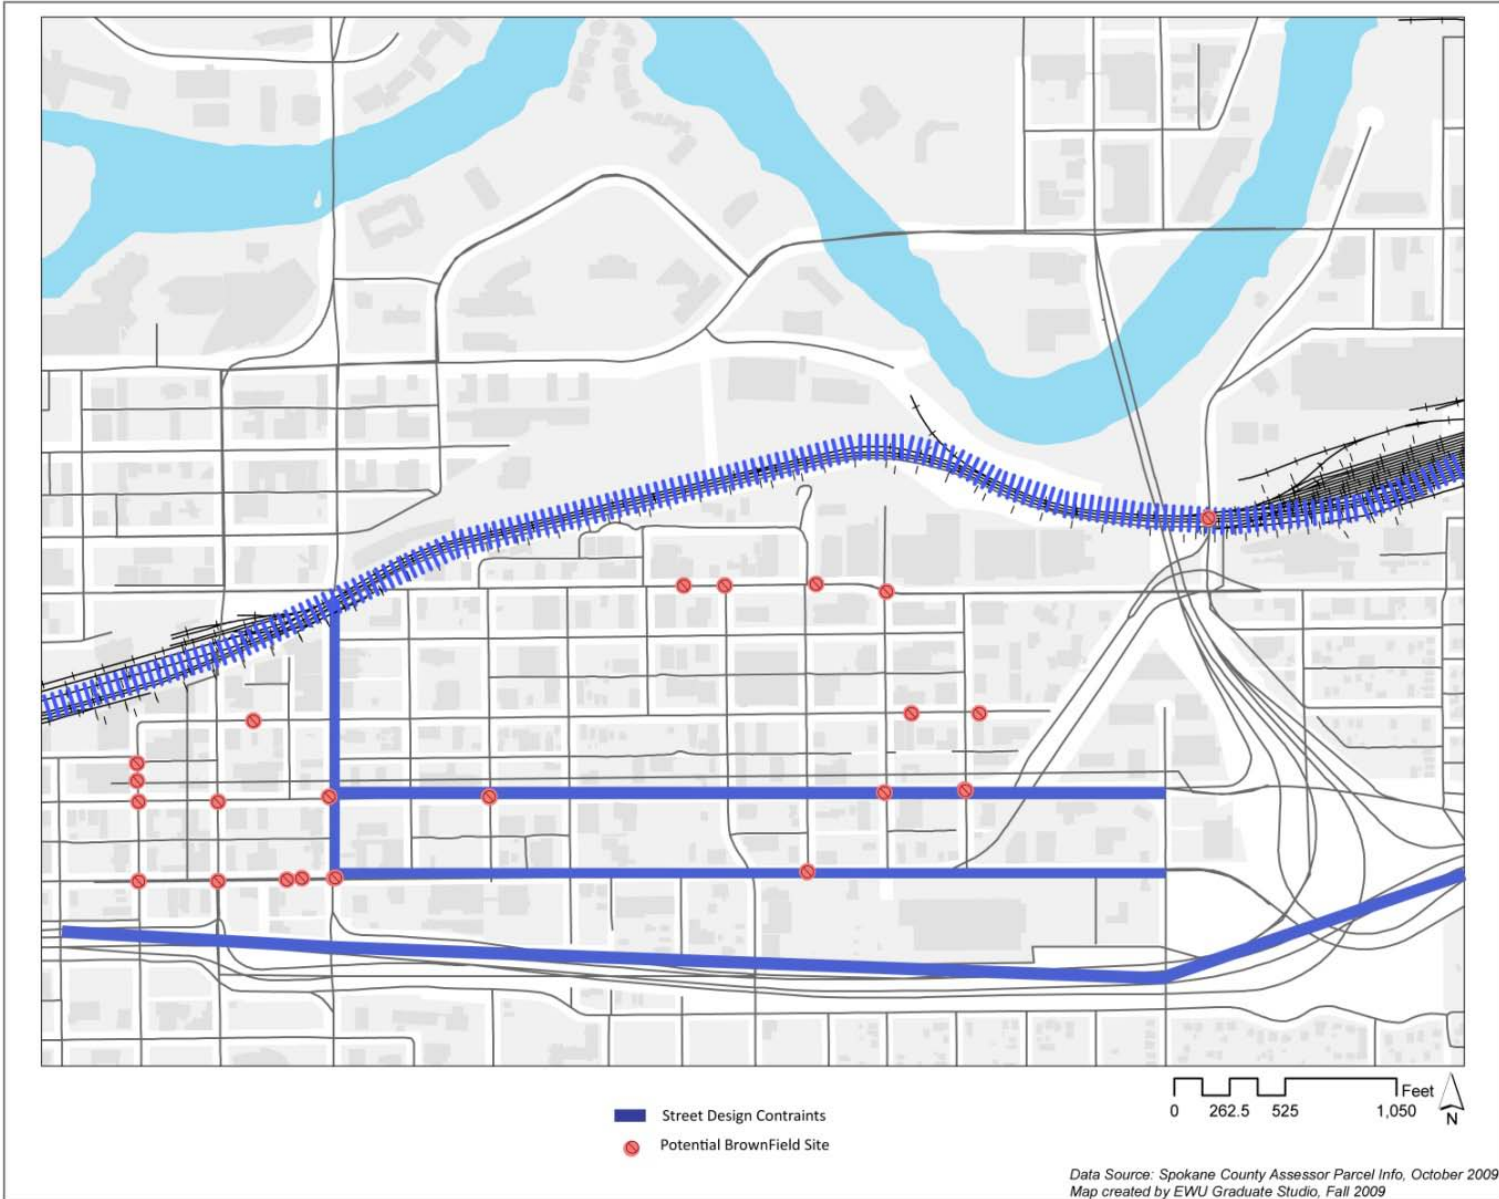 Feet
0 262.5 525 1,050
N
Street Design Contraints
Potential BrownField Site
Data Source: Spokane County Assessor Parcel Info, October 2009
Map created by EWU Graduate Studio, Fall 2009